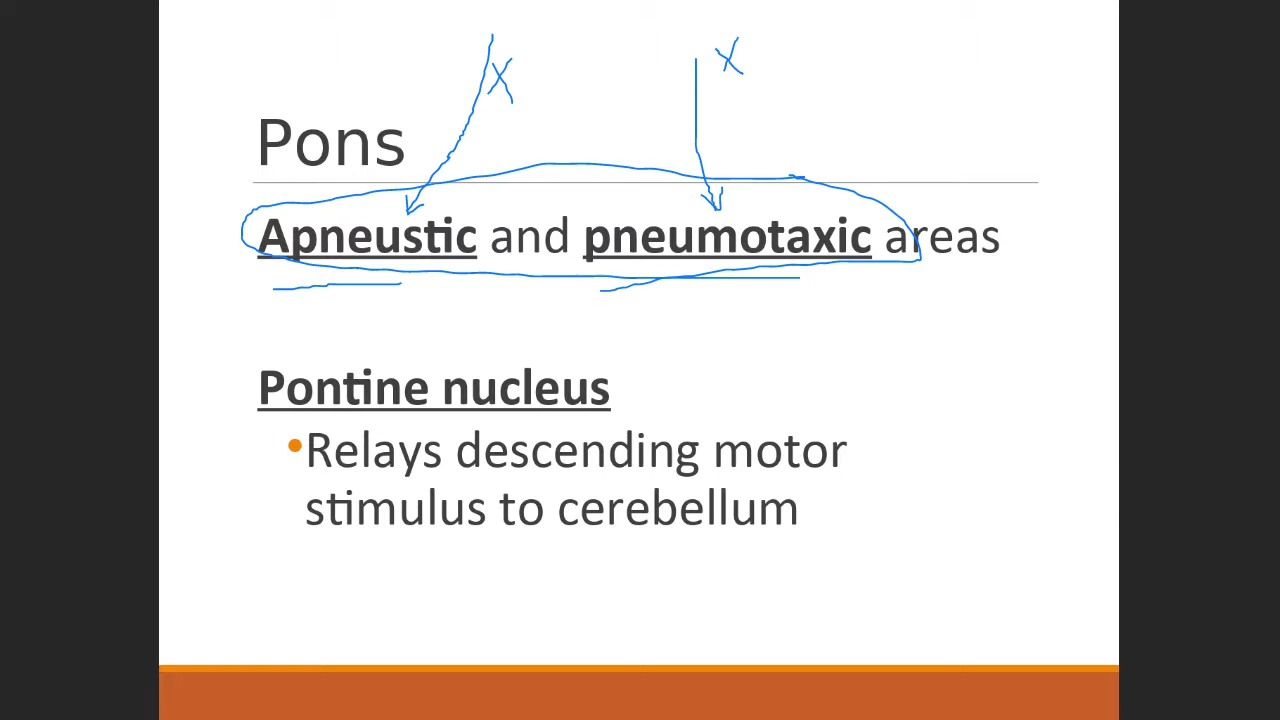 X
X
Pons
Apneustic and pneumotaxic areas
Pontine nucleus
•Relays descending motor
stimulus to cerebellum